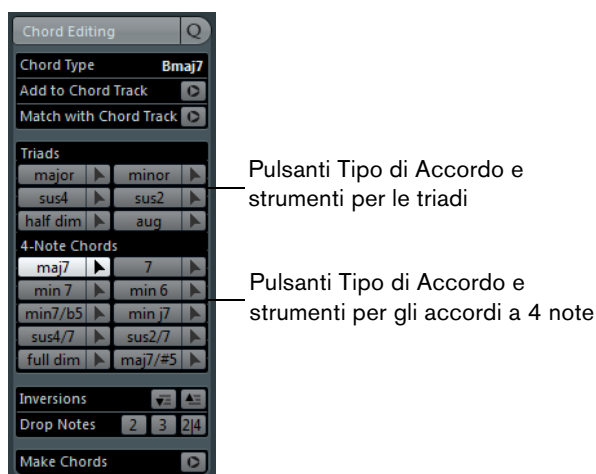 Chord Editing Q
Chord Type Bmaj7
Add to Chord Track
Match with Chord Track
Triads
major minor
sus4 sus2
half dim aug
Pulsanti Tipo di Accordo e
strumenti per le triadi
4-Note Chords
maj7 7
min 7 min 6
min7/b5 min j7
sus4/7 sus2/7
full dim maj7/#5
Pulsanti Tipo di Accordo e
strumenti per gli accordi a 4 note
Inversions
Drop Notes 2 3 2|4
Make Chords